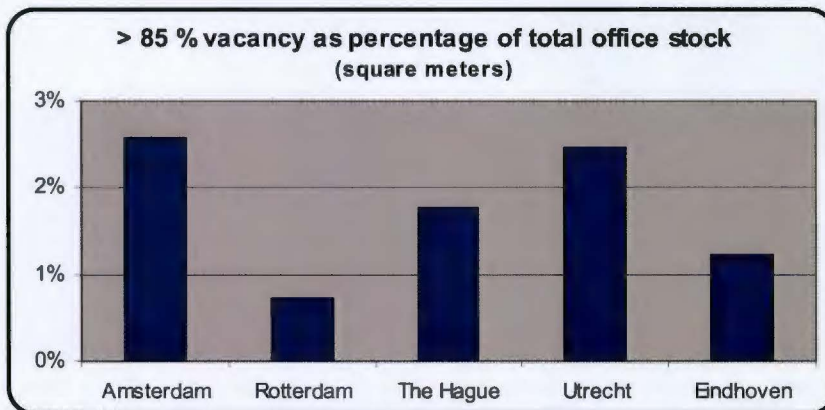 > 85 % vacancy as percentage of total office stock
(square meters)
3%
2%
1%
0%
Amsterdam Rotterdam The Hague Utrecht Eindhoven